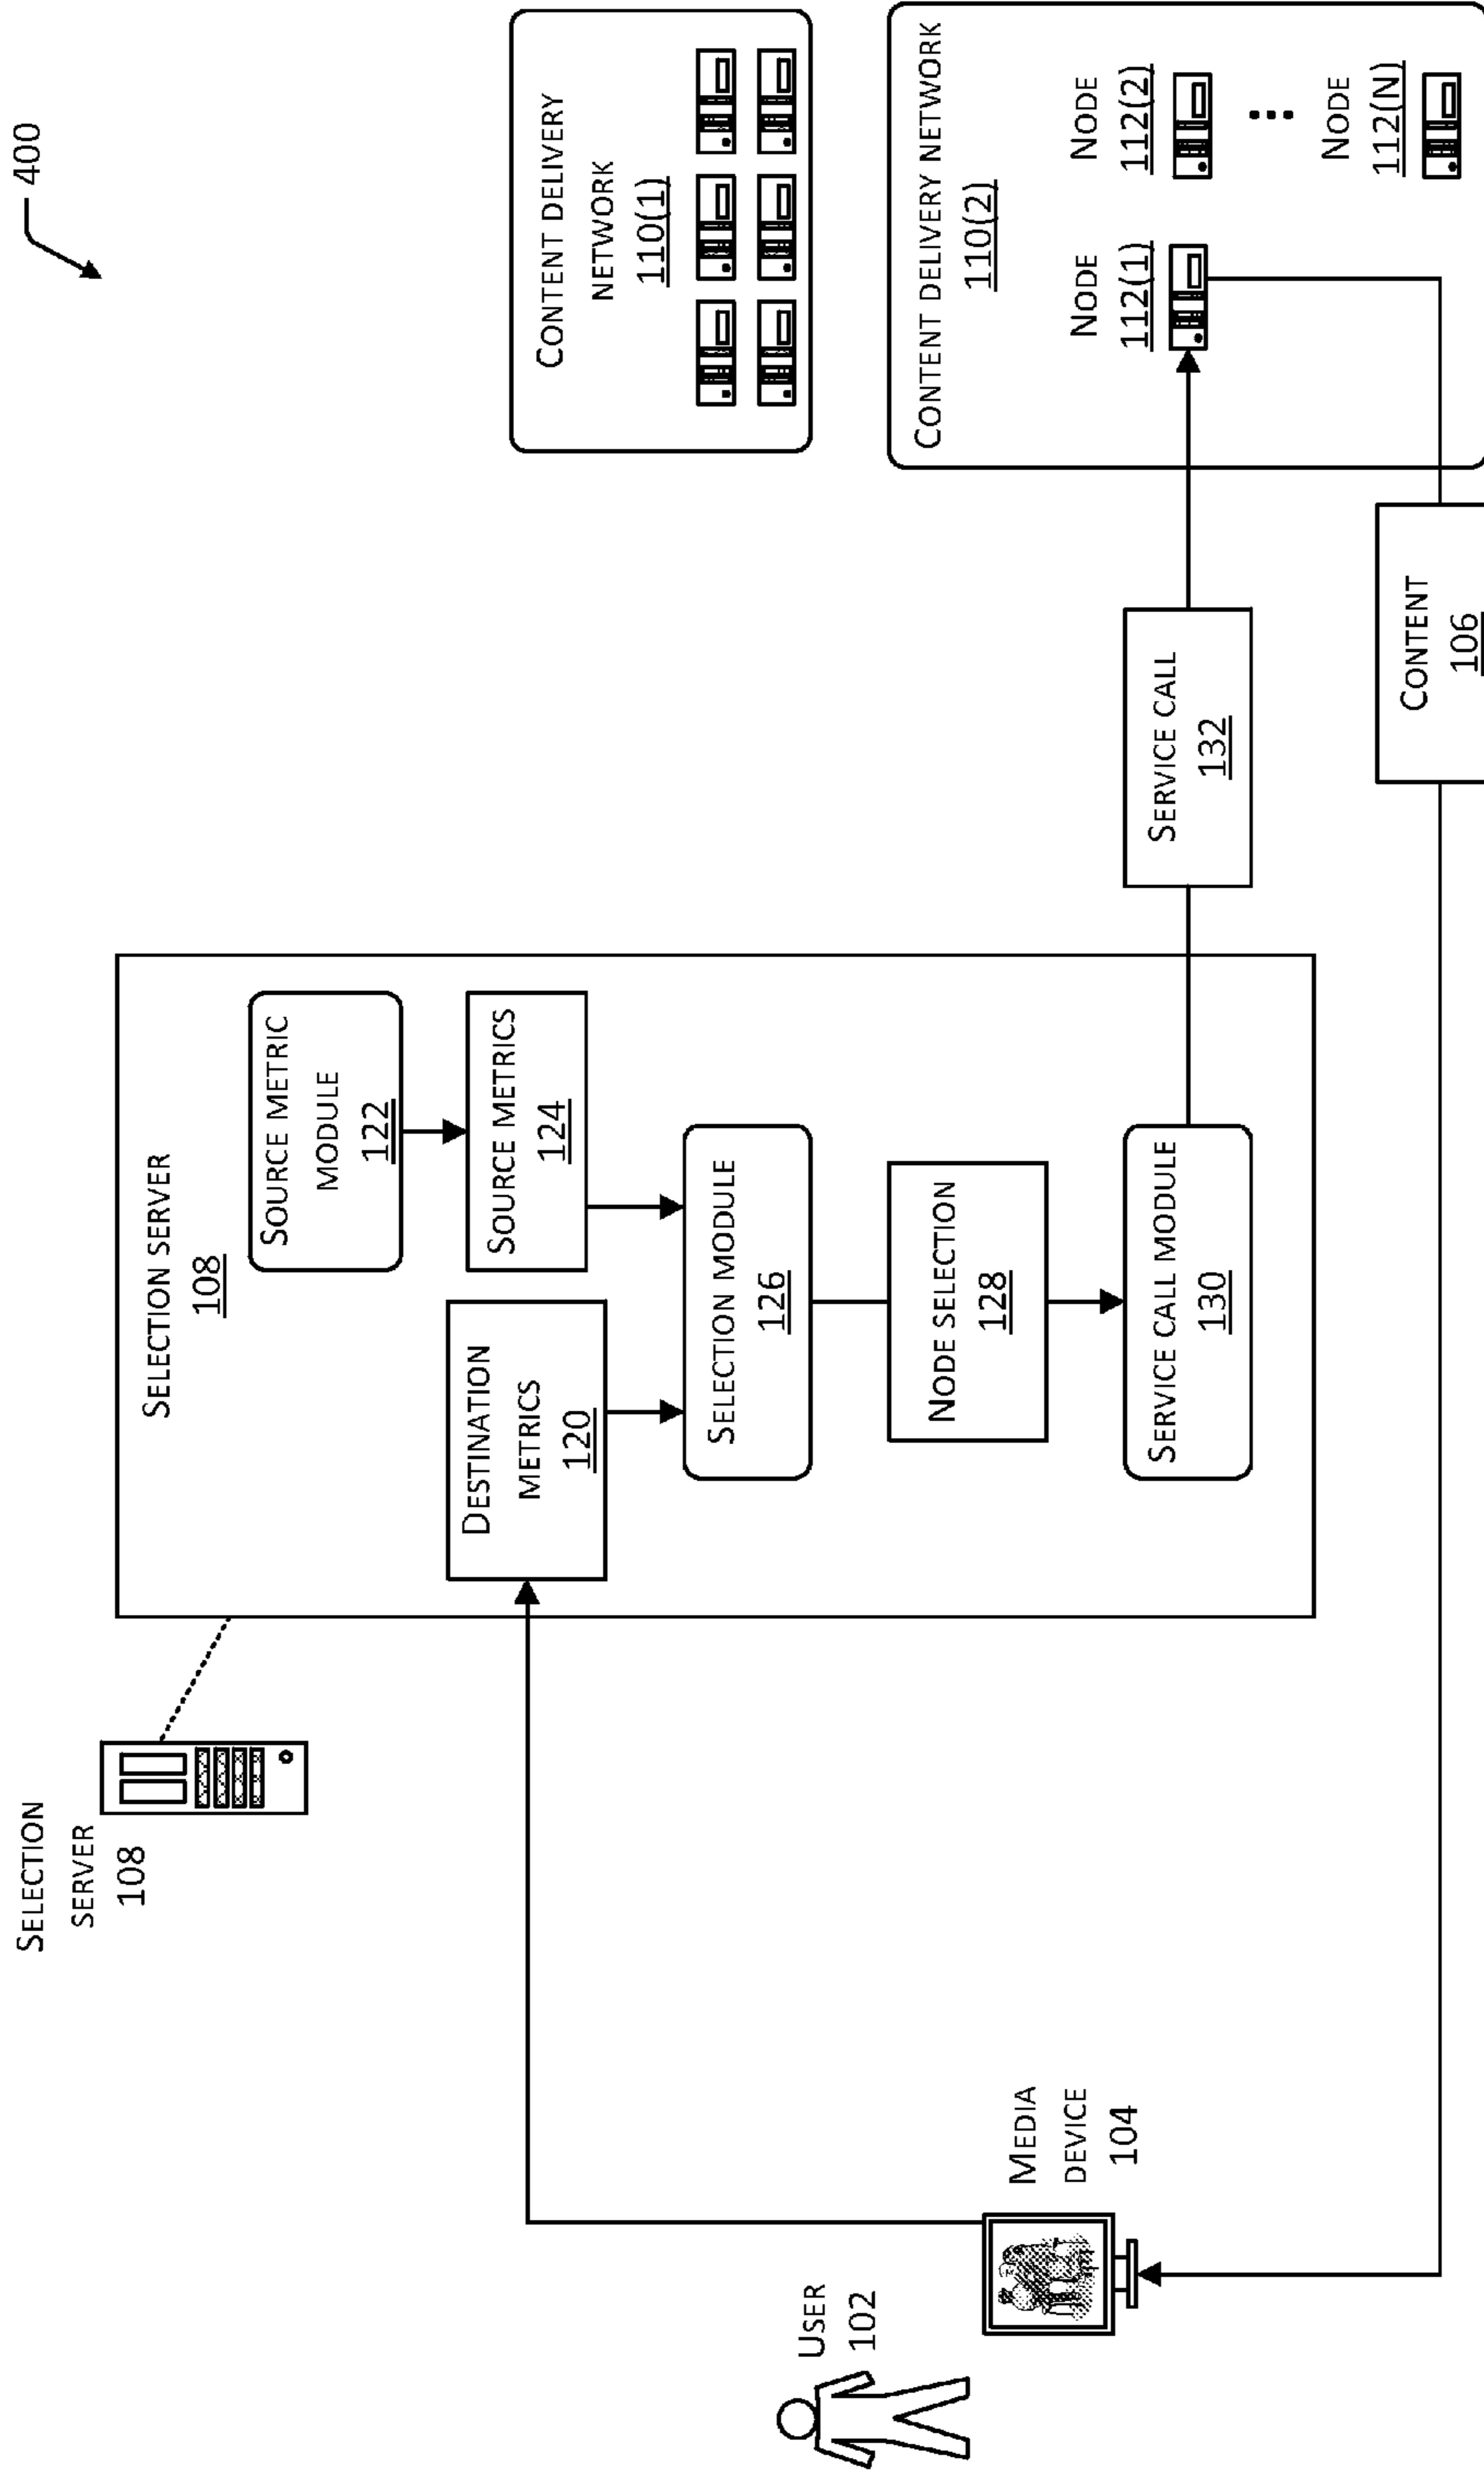 400
SELECTION
SERVER
108
SELECTION SERVER
108
SOURCE METRIC
MODULE
122
DESTINATION
METRICS
120
SOURCE METRICS
124
SELECTION MODULE
126
NODE SELECTION
128
SERVICE CALL MODULE
130
SERVICE CALL
132
CONTENT DELIVERY
NETWORK
110(1)
CONTENT DELIVERY NETWORK
110(2)
NODE
112(1)
NODE
112(2)
...
NODE
112(N)
USER
102
MEDIA
DEVICE
104
CONTENT
106